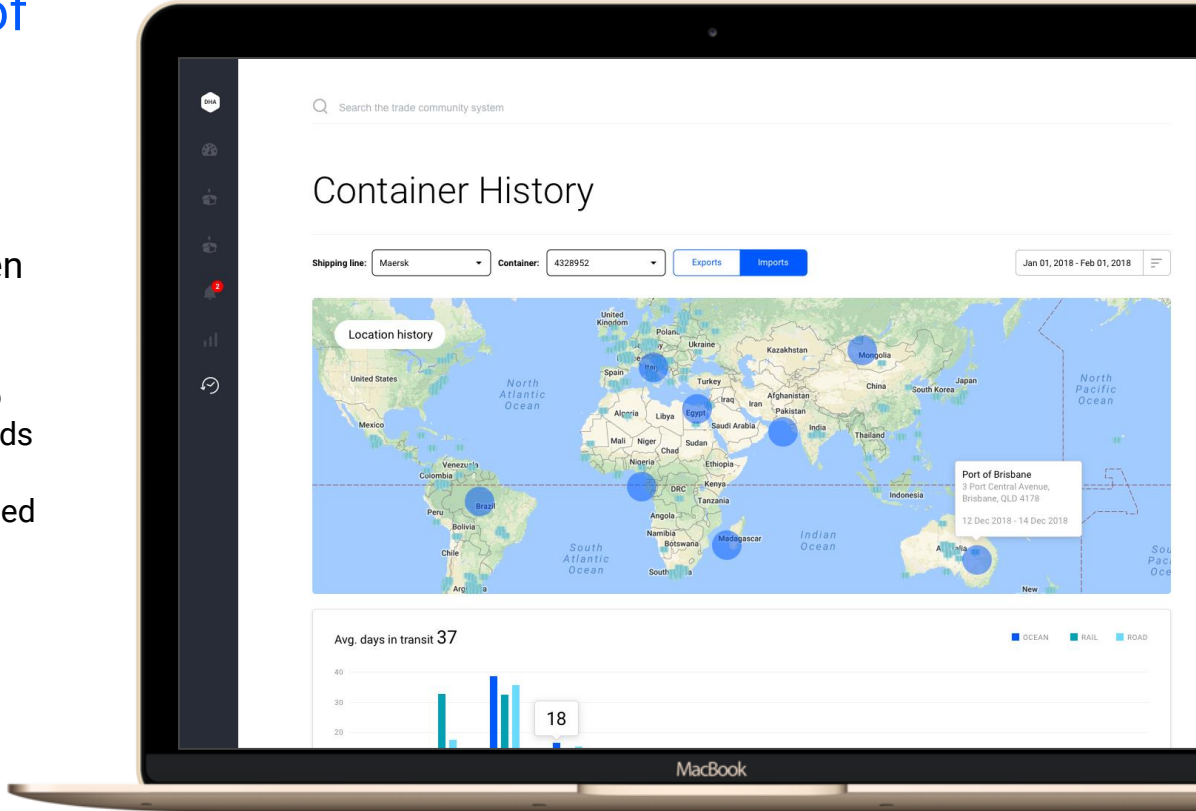 of
en
ds
ed
DHA
2
Search the trade community system
Container History
Shipping line:
Maersk
Container:
4328952
Exports
Imports
Jan 01, 2018 - Feb 01, 2018
Location history
United States
Mexico
Venezuela
Colombia
Peru
Brazil
Bolivia
Chile
North
Atlantic
Ocean
South
Atlantic
Ocean
United
Kingdom
Ukraine
Spain
Turkey
Kazakhstan
Mongolia
China
South Korea
Japan
Iraq
Iran
Afghanistan
Pakistan
India
Thailand
Algeria
Libya
Egypt
Saudi Arabia
Mali
Niger
Chad
Sudan
Nigeria
Ethiopia
DRC
Kenya
Tanzania
Angola
Namibia
Botswana
Madagascar
Indian
Ocean
Indonesia
North
Pacific
Ocean
New
Port of Brisbane
3 Port Central Avenue,
Brisbane, QLD 4178
12 Dec 2018 - 14 Dec 2018
Avg. days in transit 37
OCEAN
RAIL
ROAD
40
30
20
18
MacBook